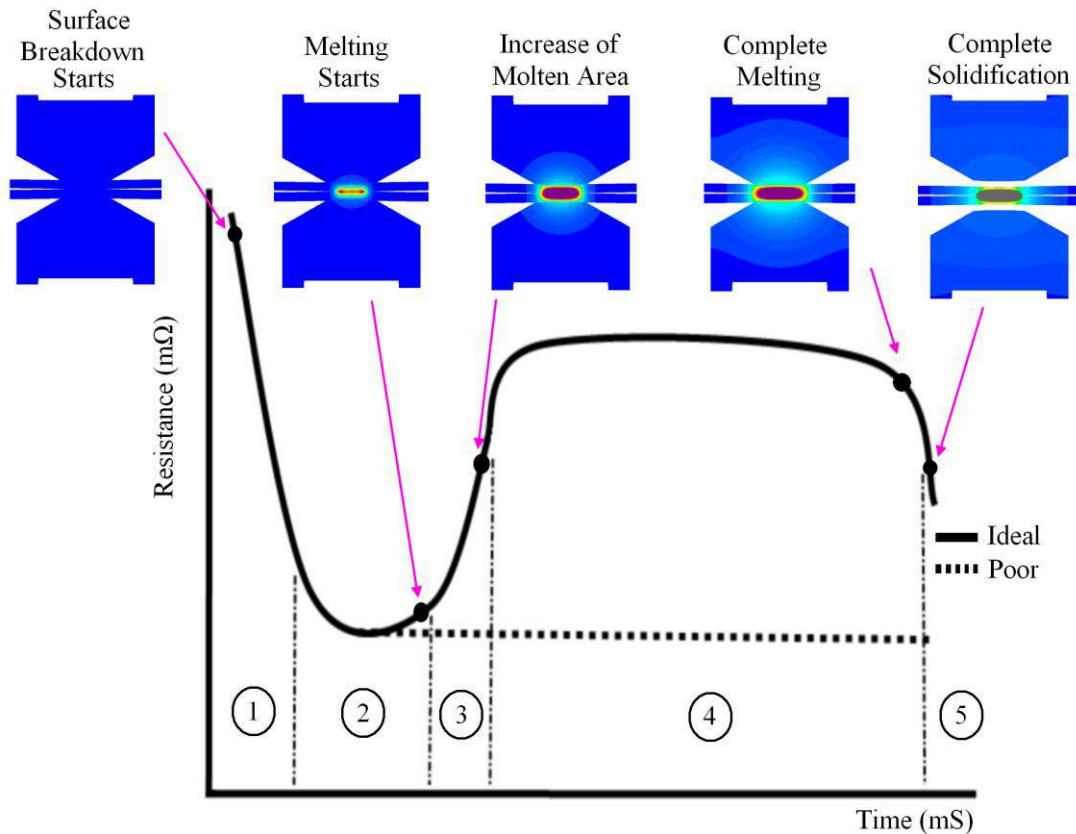 Surface
Breakdown
Starts
Melting
Starts
Increase of
Molten Area
Complete
Melting
Complete
Solidification
Resistance (mΩ)
Ideal
Poor
1
2
3
4
5
Time (mS)